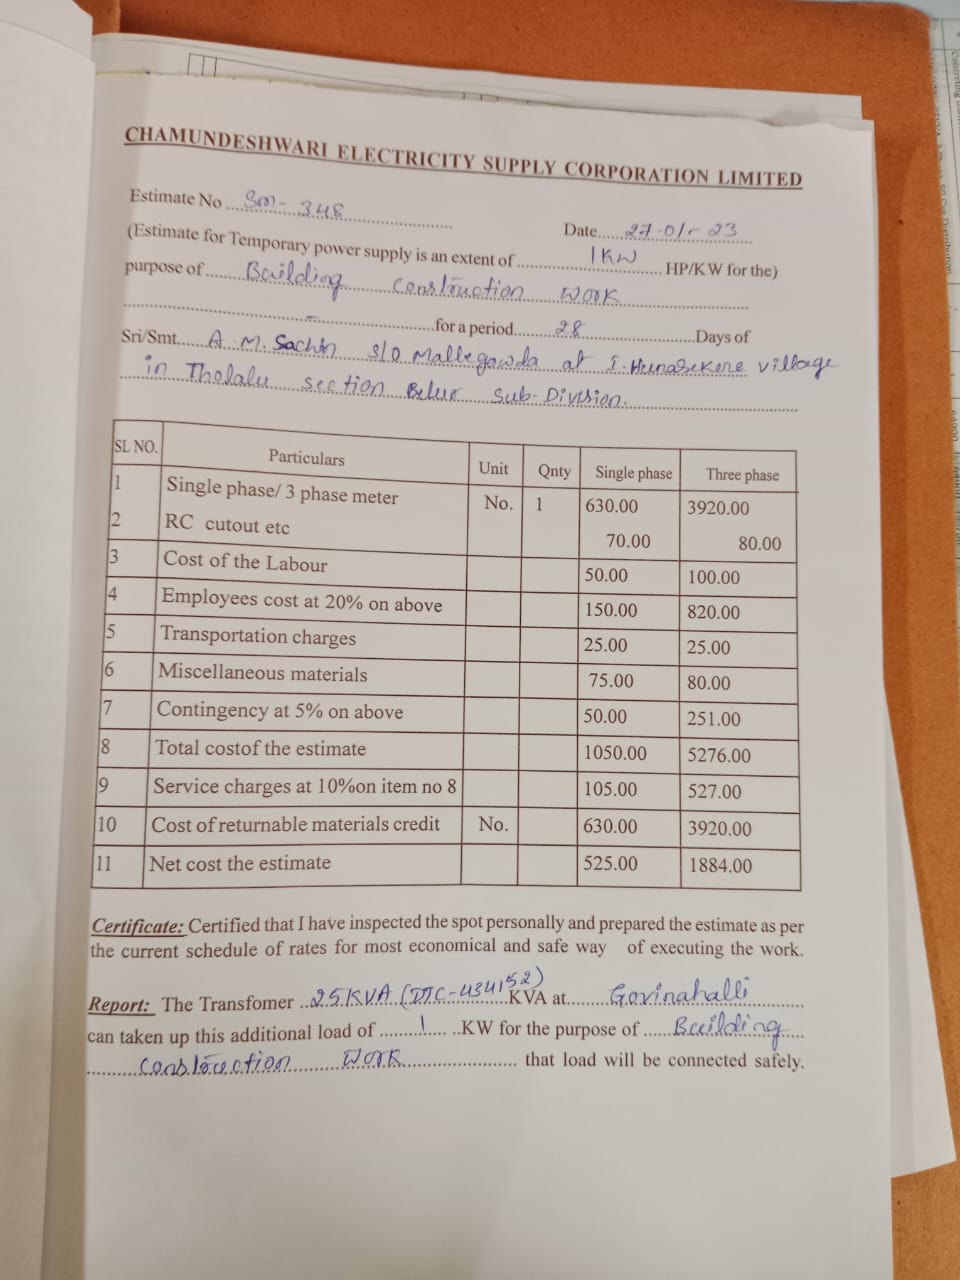 CHAMUNDESHWARI ELECTRICITY SUPPLY CORPORATION LIMITED
Estimate No Sm - 348
Date 27-01-23
(Estimate for Temporary power supply is an extent of 1KW HP/KW for the)
purpose of Building Construction Work
for a period 28 Days of
Sri/Smt. A. M. Sachin S/O Mallegowda at I. Hunasekere village
in Tholalu section Belur Sub-Division.
SL NO. Particulars Unit Qnty Single phase Three phase
1 Single phase/ 3 phase meter No. 1 630.00 3920.00
2 RC cutout etc 70.00 80.00
3 Cost of the Labour 50.00 100.00
4 Employees cost at 20% on above 150.00 820.00
5 Transportation charges 25.00 25.00
6 Miscellaneous materials 75.00 80.00
7 Contingency at 5% on above 50.00 251.00
8 Total costof the estimate 1050.00 5276.00
9 Service charges at 10%on item no 8 105.00 527.00
10 Cost of returnable materials credit No. 630.00 3920.00
11 Net cost the estimate 525.00 1884.00
Certificate: Certified that I have inspected the spot personally and prepared the estimate as per
the current schedule of rates for most economical and safe way of executing the work.
Report: The Transfomer 25KVA (DTC-434152) KVA at Govinahalli
can taken up this additional load of 1 KW for the purpose of Building
Construction Work that load will be connected safely.